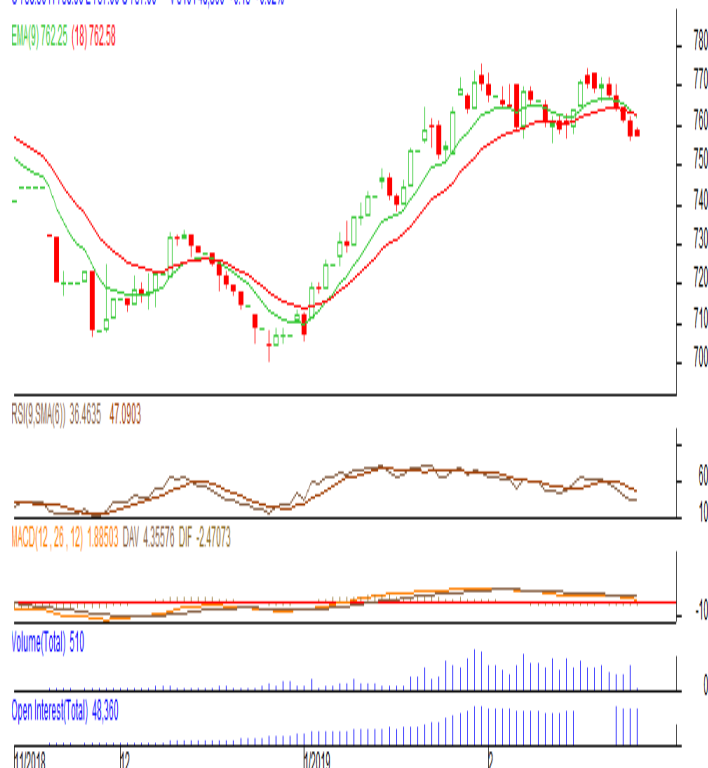 EMA(9) 762.25 (18) 762.58
780
770
760
750
740
730
720
710
700
RSI(9,SMA(6)) 36.4635 47.0903
60
10
MACD(12 , 26 , 12) 1.88503 DAV 4.35576 DIF -2.47073
-10
Volume(Total) 510
0
Open Interest(Total) 48,360
11/2018 12 1/2019 2